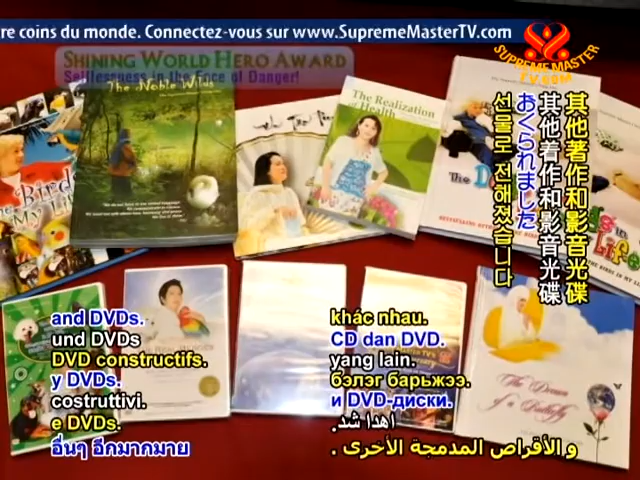 re coins du monde. Connectez-vous sur www.SupremeMasterTV.com
SUPREME MASTER
TV.COM
SHINING WORLD HERO AWARD
Selflessness in the Face of Danger!
The Noble Wilds
The Realization
of Health
The
Birds
My Li
The D
in
Life
The Dream
of a Butterfly
其他著作和影音光碟
其他着作和影音光碟
おくられました
선물로 전해졌습니다
and DVDs.
und DVDs
DVD constructifs.
y DVDs.
costruttivi.
e DVDs.
อื่นๆ อีกมากมาย
khác nhau.
CD dan DVD.
yang lain.
бэлэг барьжээ.
и DVD-диски.
اهدا شد.
و الأقراص المدمجة الأخرى .